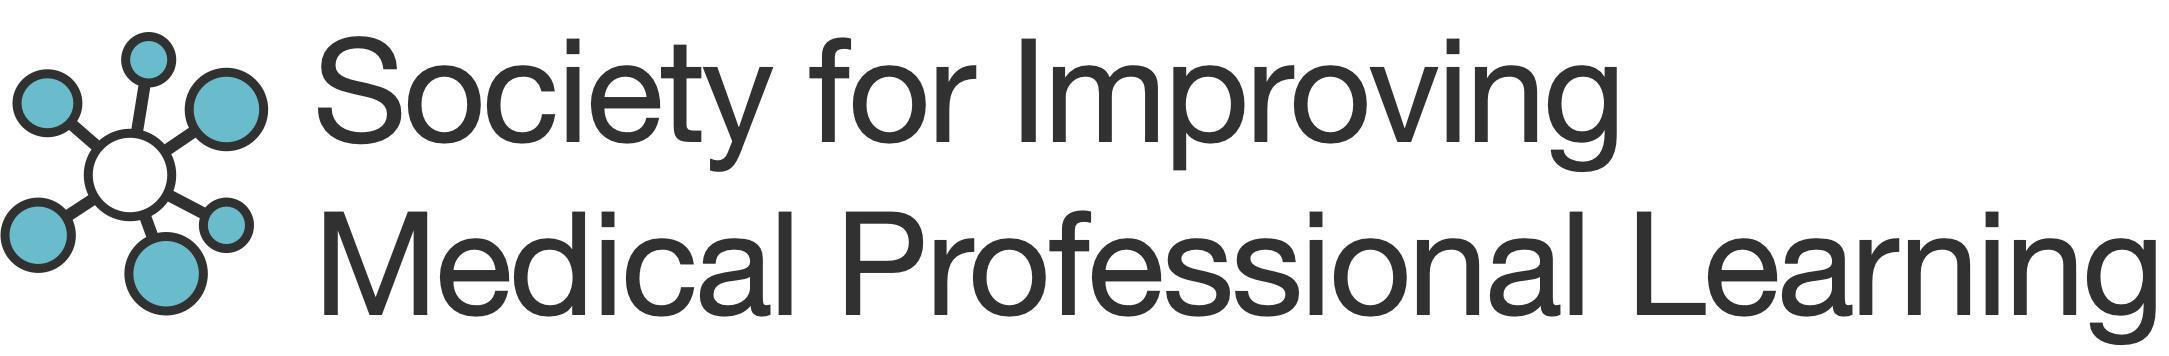 Society for Improving
Medical Professional Learning